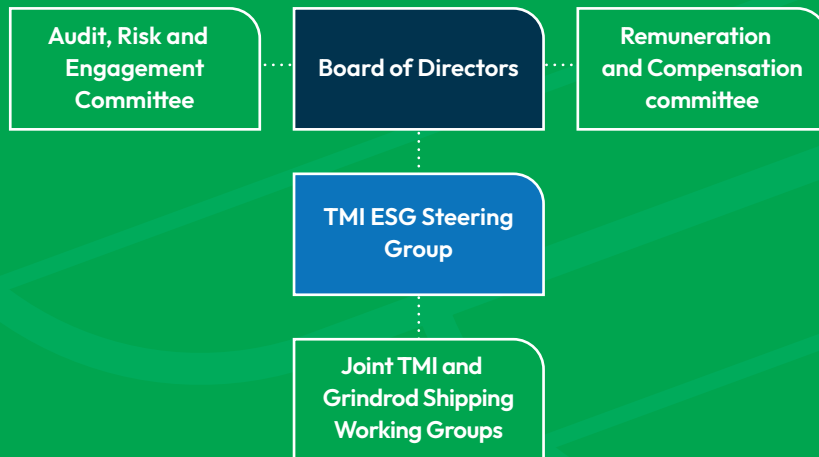 Audit, Risk and
Engagement
Committee
Board of Directors
Remuneration
and Compensation
committee
TMI ESG Steering
Group
Joint TMI and
Grindrod Shipping
Working Groups